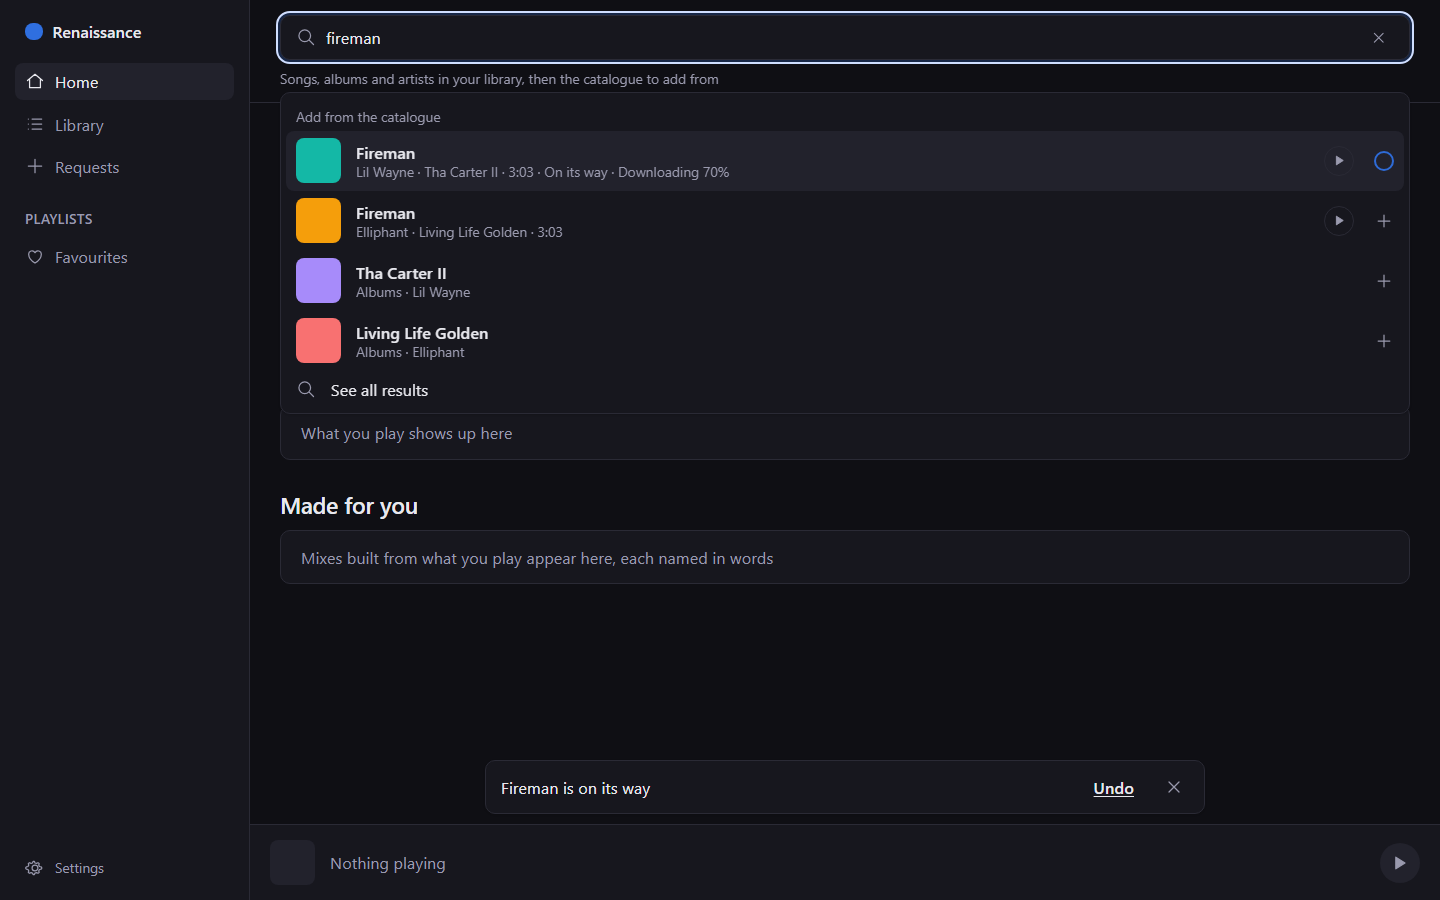 Renaissance
Home
Library
Requests
PLAYLISTS
Favourites
Settings
fireman
Songs, albums and artists in your library, then the catalogue to add from
Add from the catalogue
Fireman
Lil Wayne · Tha Carter II · 3:03 · On its way · Downloading 70%
Fireman
Elliphant · Living Life Golden · 3:03
Tha Carter II
Albums · Lil Wayne
Living Life Golden
Albums · Elliphant
See all results
What you play shows up here
Made for you
Mixes built from what you play appear here, each named in words
Fireman is on its way
Undo
Nothing playing